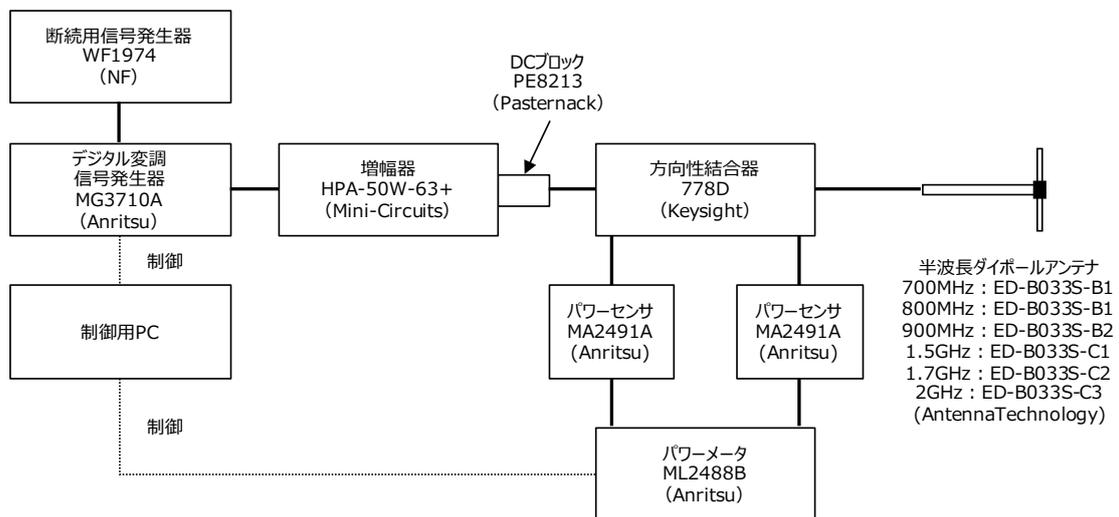 断続用信号発生器
WF1974
(NF)
DCブロック
PE8213
(Pasternack)
デジタル変調
信号発生器
MG3710A
(Anritsu)
増幅器
HPA-50W-63+
(Mini-Circuits)
方向性結合器
778D
(Keysight)
制御
制御用PC
パワーセンサ
MA2491A
(Anritsu)
パワーセンサ
MA2491A
(Anritsu)
半波長ダイポールアンテナ
700MHz：ED-B033S-B1
800MHz：ED-B033S-B1
900MHz：ED-B033S-B2
1.5GHz：ED-B033S-C1
1.7GHz：ED-B033S-C2
2GHz：ED-B033S-C3
(AntennaTechnology)
制御
パワーメータ
ML2488B
(Anritsu)